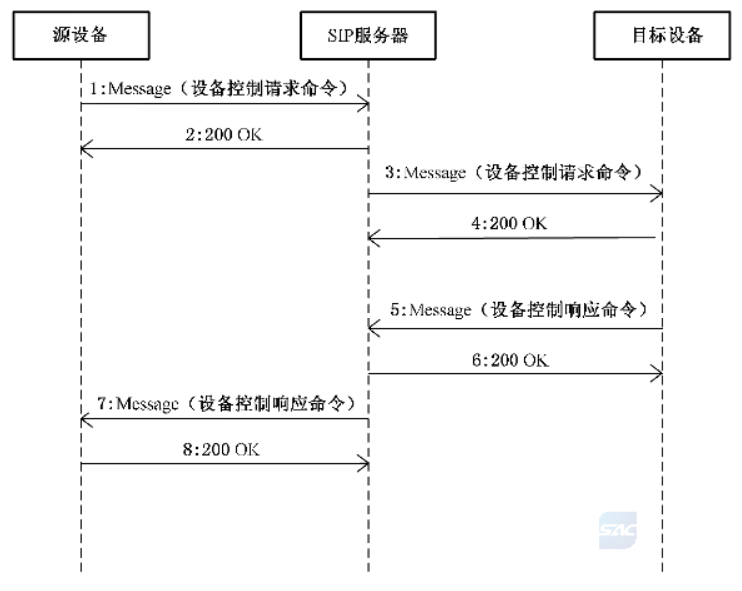 源设备
SIP服务器
目标设备
1:Message（设备控制请求命令）
2:200 OK
3:Message（设备控制请求命令）
4:200 OK
5:Message（设备控制响应命令）
6:200 OK
7:Message（设备控制响应命令）
8:200 OK
SAC